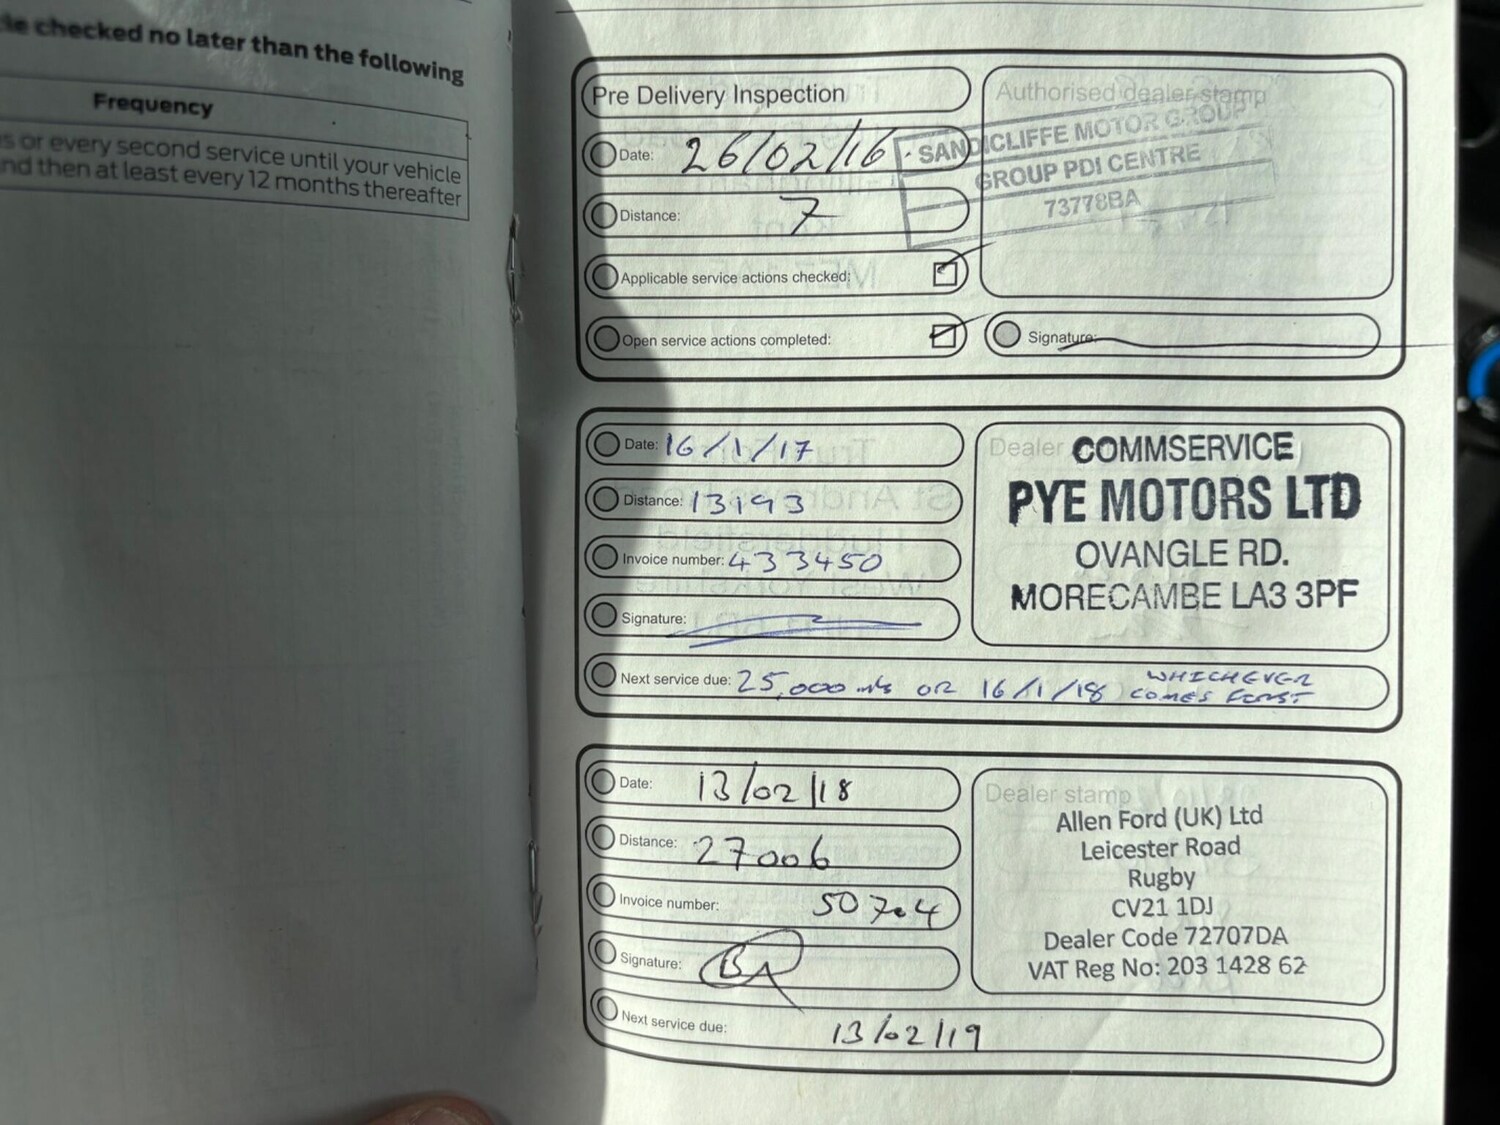 le checked no later than the following
Frequency
s or every second service until your vehicle
nd then at least every 12 months thereafter
Pre Delivery Inspection
Date: 26/02/16
Distance: 7
Applicable service actions checked:
Open service actions completed:
Authorised dealer stamp
SANDICLIFFE MOTOR GROUP
GROUP PDI CENTRE
73778BA
Signature:
Date: 16/1/17
Distance: 13193
Invoice number: 433450
Signature:
Dealer
COMMSERVICE
PYE MOTORS LTD
OVANGLE RD.
MORECAMBE LA3 3PF
Next service due: 25,000 mls OR 16/1/18 WHICHEVER
COMES FIRST
Date: 13/02/18
Distance: 27006
Invoice number:
Signature:
Dealer stamp
Allen Ford (UK) Ltd
Leicester Road
Rugby
CV21 1DJ
Dealer Code 72707DA
VAT Reg No: 203 1428 62
Next service due: 13/02/19